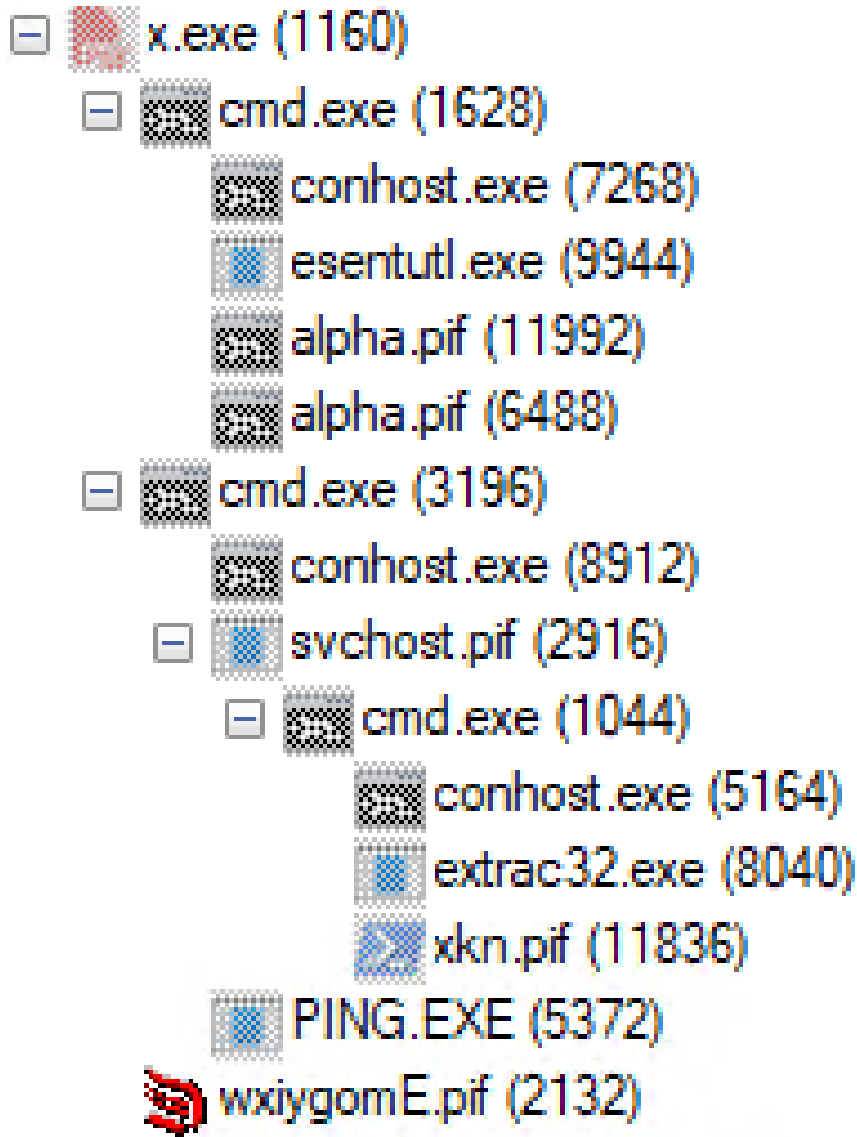 x.exe (1160)
cmd.exe (1628)
conhost.exe (7268)
esentutl.exe (9944)
alpha.pif (11992)
alpha.pif (6488)
cmd.exe (3196)
conhost.exe (8912)
svchost.pif (2916)
cmd.exe (1044)
conhost.exe (5164)
extrac32.exe (8040)
xkn.pif (11836)
PING.EXE (5372)
wxiygomE.pif (2132)